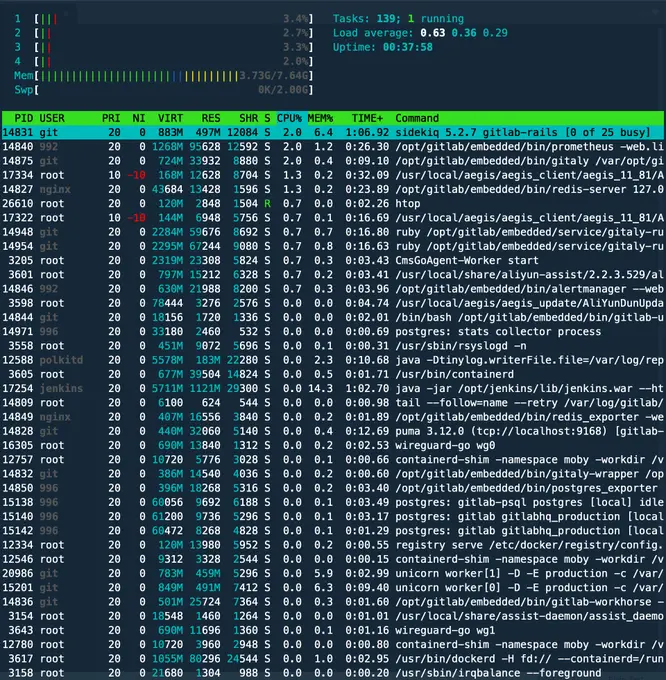 1 [||| 3.4%] Tasks: 139; 1 running
2 [|| 2.7%] Load average: 0.63 0.36 0.29
3 [|| 3.3%] Uptime: 00:37:58
4 [|| 2.0%]
Mem[||||||||||||||||||||||||||||||||3.73G/7.64G]
Swp[ 0K/2.00G]
PID USER PRI NI VIRT RES SHR S CPU% MEM% TIME+ Command
14831 git 20 0 883M 497M 12084 S 2.0 6.4 1:06.92 sidekiq 5.2.7 gitlab-rails [0 of 25 busy]
14840 992 20 0 1268M 95628 12592 S 2.0 1.2 0:26.30 /opt/gitlab/embedded/bin/prometheus -web.li
14875 git 20 0 724M 33932 8880 S 2.0 0.4 0:09.10 /opt/gitlab/embedded/bin/gitaly /var/opt/gi
17334 root 10 -10 168M 12628 8704 S 1.3 0.2 0:32.09 /usr/local/aegis/aegis_client/aegis_11_81/A
14827 nginx 20 0 43684 13428 1596 S 1.3 0.2 0:23.89 /opt/gitlab/embedded/bin/redis-server 127.0
26610 root 20 0 120M 2848 1504 R 0.7 0.0 0:02.26 htop
17322 root 10 -10 144M 6948 5756 S 0.7 0.1 0:16.69 /usr/local/aegis/aegis_client/aegis_11_81/A
14948 git 20 0 2284M 59676 8692 S 0.7 0.7 0:16.80 ruby /opt/gitlab/embedded/service/gitaly-ru
14954 git 20 0 2295M 67244 9080 S 0.7 0.8 0:16.63 ruby /opt/gitlab/embedded/service/gitaly-ru
3205 root 20 0 2319M 23308 5824 S 0.7 0.3 0:03.43 CmsGoAgent-Worker start
3601 root 20 0 797M 15212 6328 S 0.7 0.2 0:03.41 /usr/local/share/aliyun-assist/2.2.3.529/al
14846 992 20 0 630M 21988 8200 S 0.7 0.3 0:03.96 /opt/gitlab/embedded/bin/alertmanager --web
3598 root 20 0 78444 3276 2576 S 0.0 0.0 0:04.74 /usr/local/aegis/aegis_update/AliYunDunUpda
14844 git 20 0 18156 1720 1336 S 0.0 0.0 0:02.01 /bin/bash /opt/gitlab/embedded/bin/gitlab-u
14971 996 20 0 33180 2460 532 S 0.0 0.0 0:00.69 postgres: stats collector process
3558 root 20 0 451M 9072 5696 S 0.0 0.1 0:00.31 /usr/sbin/rsyslogd -n
12588 polkitd 20 0 5578M 183M 22280 S 0.0 2.3 0:10.68 java -Dtinylog.writerFile.file=/var/log/rep
3605 root 20 0 677M 39504 14824 S 0.0 0.5 0:01.71 /usr/bin/containerd
17254 jenkins 20 0 5711M 1121M 29300 S 0.0 14.3 1:02.70 java -jar /opt/jenkins/lib/jenkins.war --ht
14809 root 20 0 6100 624 544 S 0.0 0.0 0:00.98 tail --follow=name --retry /var/log/gitlab/
14849 nginx 20 0 407M 16556 3840 S 0.0 0.2 0:01.89 /opt/gitlab/embedded/bin/redis_exporter -we
14828 git 20 0 440M 32060 5140 S 0.0 0.4 0:12.69 puma 3.12.0 (tcp://localhost:9168) [gitlab-
16305 root 20 0 690M 13840 1312 S 0.0 0.2 0:02.53 wireguard-go wg0
12757 root 20 0 10720 5776 3028 S 0.0 0.1 0:00.66 containerd-shim -namespace moby -workdir /v
14832 git 20 0 386M 14540 4036 S 0.0 0.2 0:00.60 /opt/gitlab/embedded/bin/gitaly-wrapper /op
14850 996 20 0 396M 18268 5316 S 0.0 0.2 0:03.40 /opt/gitlab/embedded/bin/postgres_exporter
15138 996 20 0 60056 9692 6188 S 0.0 0.1 0:03.49 postgres: gitlab-psql postgres [local] idle
15140 996 20 0 61200 9736 5296 S 0.0 0.1 0:03.17 postgres: gitlab gitlabhq_production [local
15142 996 20 0 60472 8268 4828 S 0.0 0.1 0:01.29 postgres: gitlab gitlabhq_production [local
12334 root 20 0 120M 13980 5952 S 0.0 0.2 0:00.55 registry serve /etc/docker/registry/config.
12546 root 20 0 9312 3328 2544 S 0.0 0.0 0:00.15 containerd-shim -namespace moby -workdir /v
20986 git 20 0 783M 459M 5296 S 0.0 5.9 0:02.99 unicorn worker[1] -D -E production -c /var/
15201 git 20 0 849M 491M 7412 S 0.0 6.3 0:09.40 unicorn worker[0] -D -E production -c /var/
14836 git 20 0 501M 25724 7364 S 0.0 0.3 0:01.60 /opt/gitlab/embedded/bin/gitlab-workhorse -
3154 root 20 0 18548 1460 1264 S 0.0 0.0 0:01.01 /usr/local/share/assist-daemon/assist_daemo
3643 root 20 0 690M 11696 1360 S 0.0 0.1 0:01.16 wireguard-go wg1
12780 root 20 0 10720 3960 2948 S 0.0 0.0 0:00.80 containerd-shim -namespace moby -workdir /v
3617 root 20 0 1055M 80296 24544 S 0.0 1.0 0:02.95 /usr/bin/dockerd -H fd:// --containerd=/run
3158 root 20 0 21680 1304 988 S 0.0 0.0 0:00.20 /usr/sbin/irqbalance --foreground